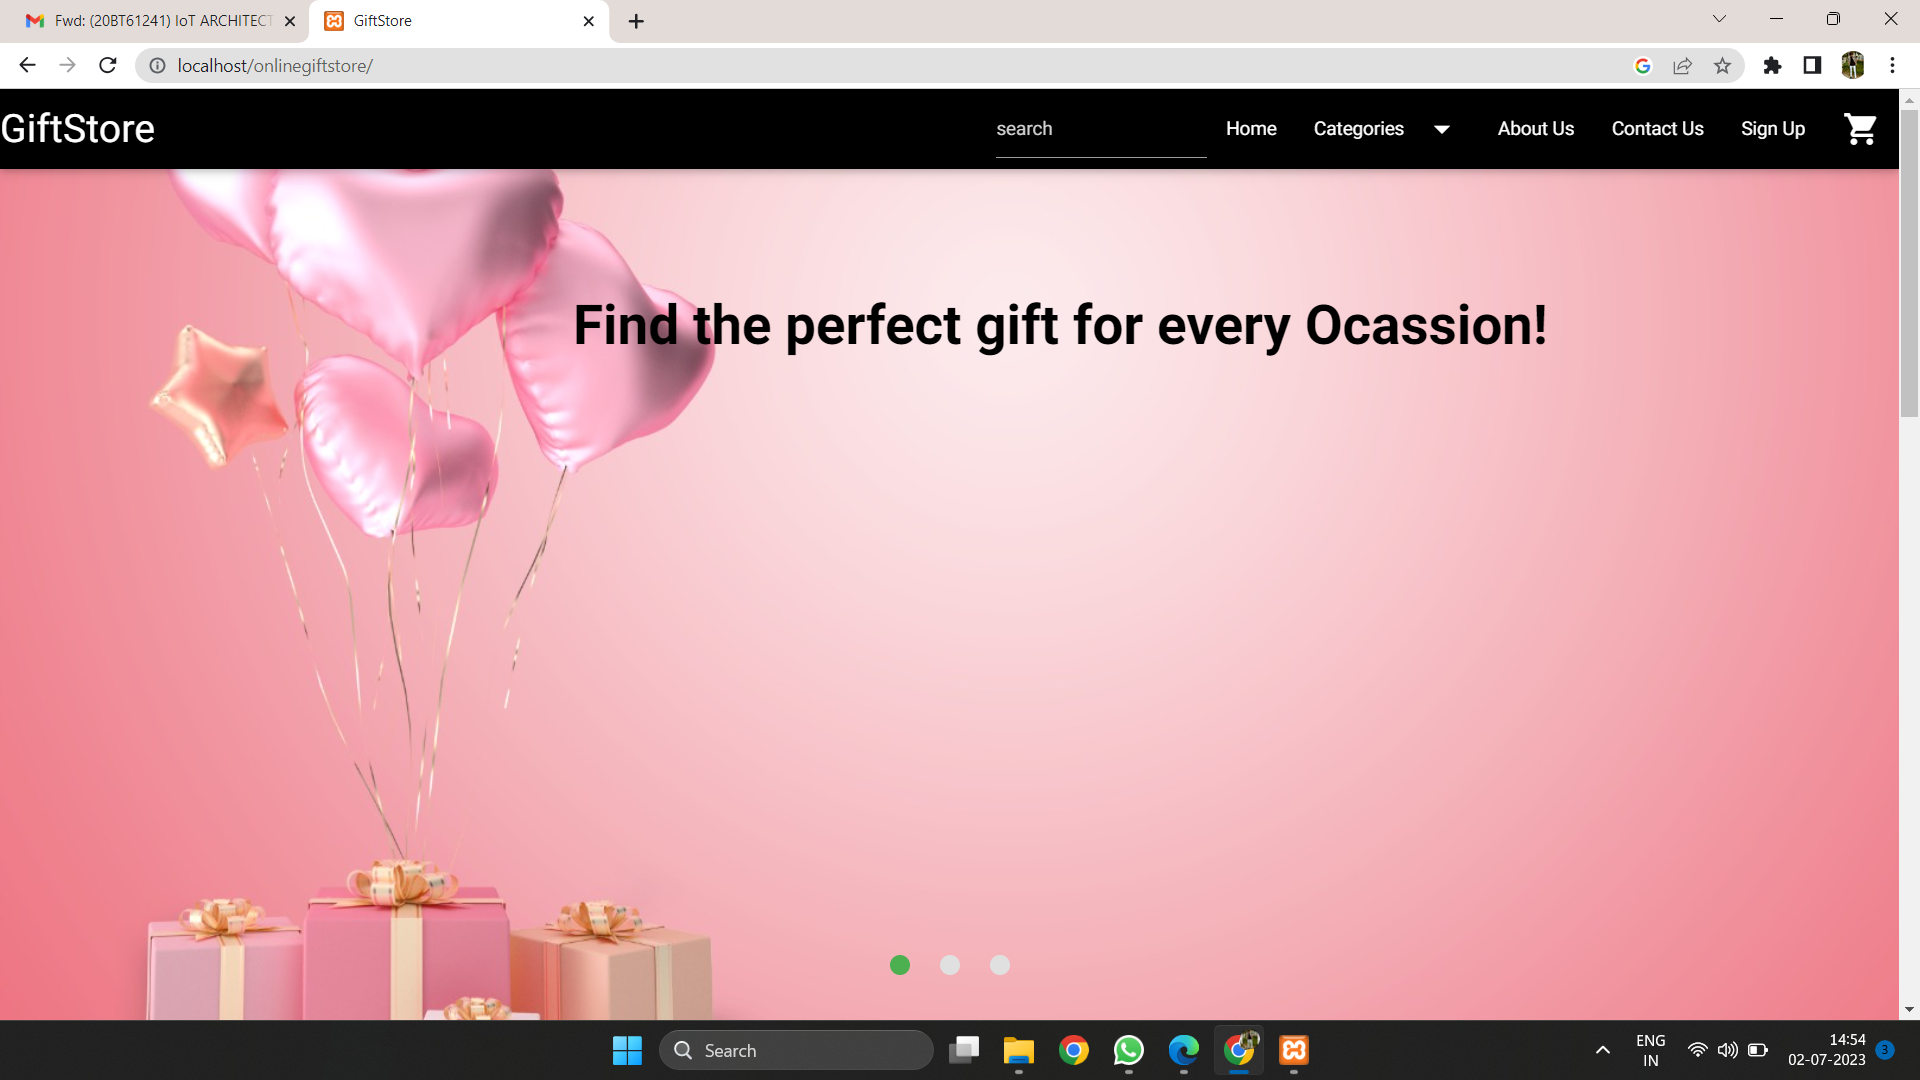 Fwd: (20BT61241) IoT ARCHITECT
GiftStore
localhost/onlinegiftstore/
GiftStore
search
Home
Categories
About Us
Contact Us
Sign Up
Find the perfect gift for every Ocassion!
Search
ENG
IN
14:54
02-07-2023
3